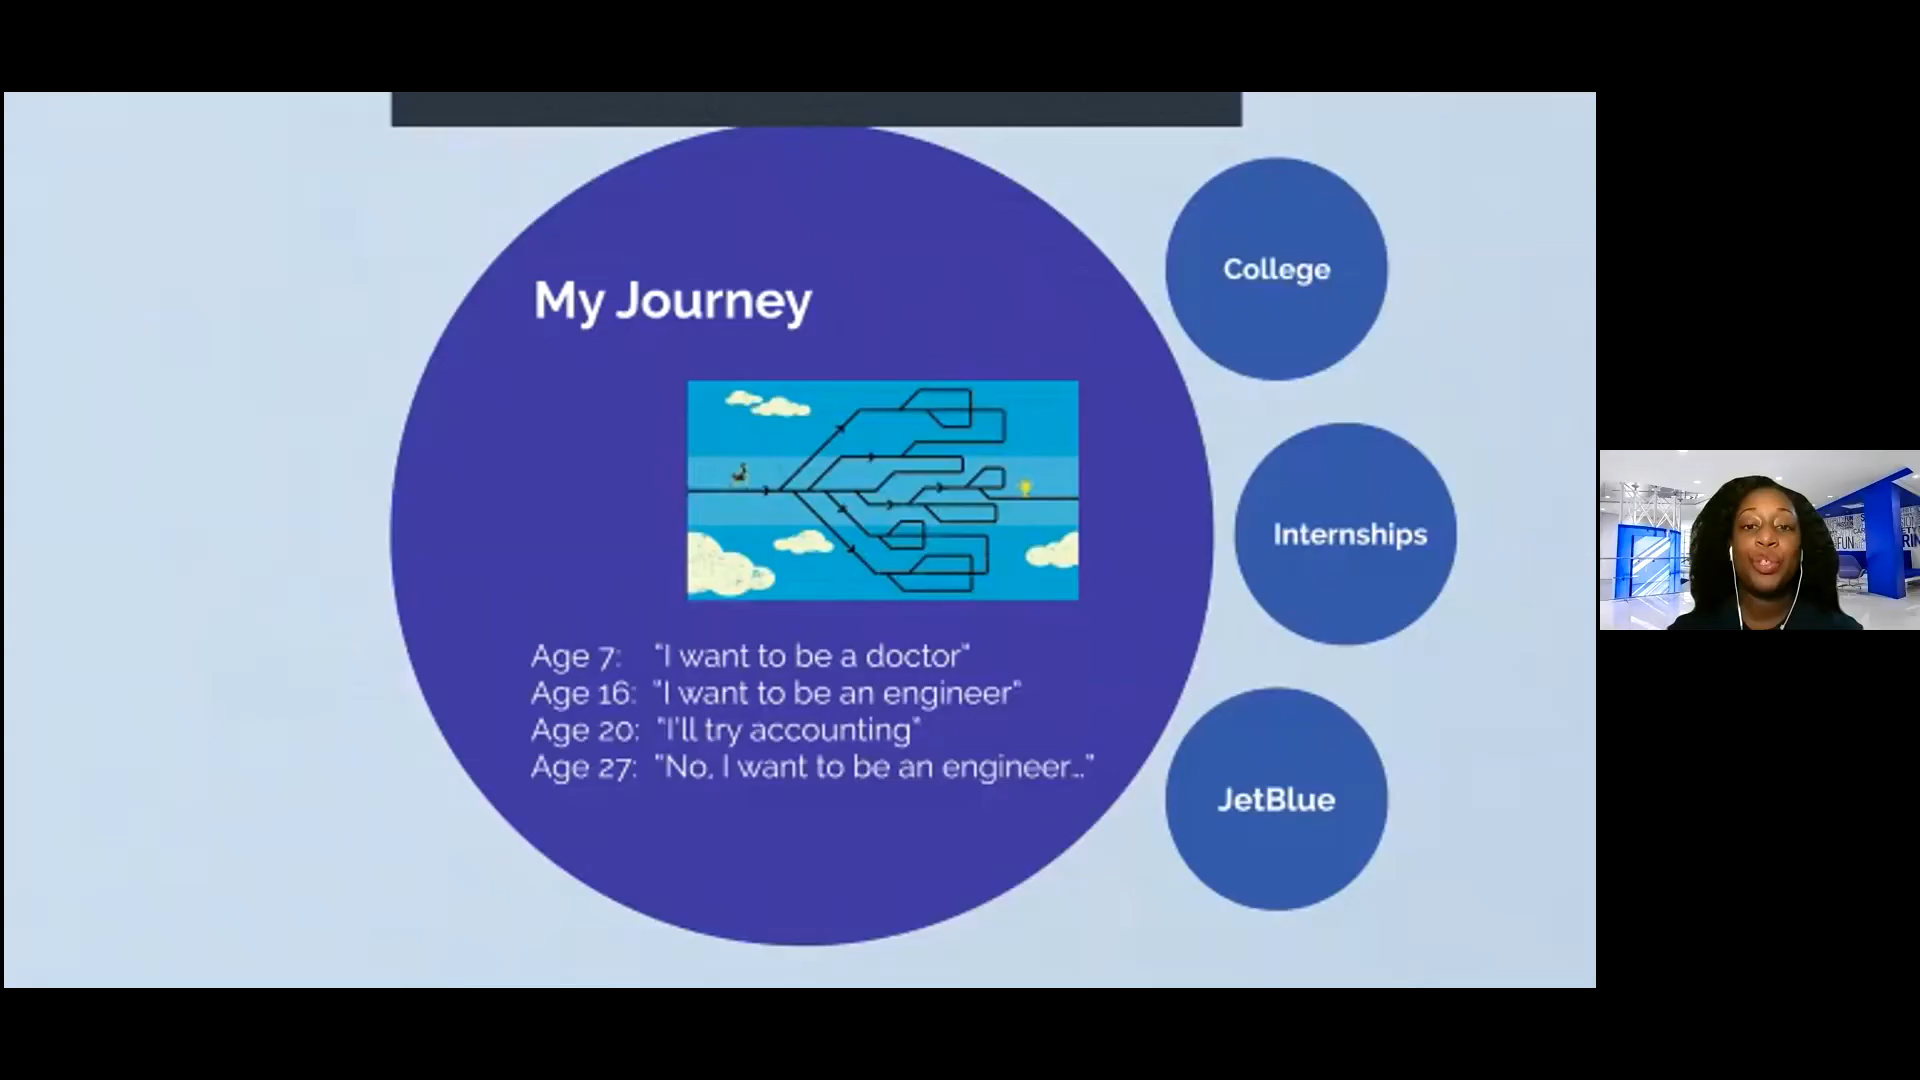 My Journey
Age 7: "I want to be a doctor"
Age 16: "I want to be an engineer"
Age 20: "I'll try accounting"
Age 27: "No, I want to be an engineer..."
College
Internships
JetBlue
FUN